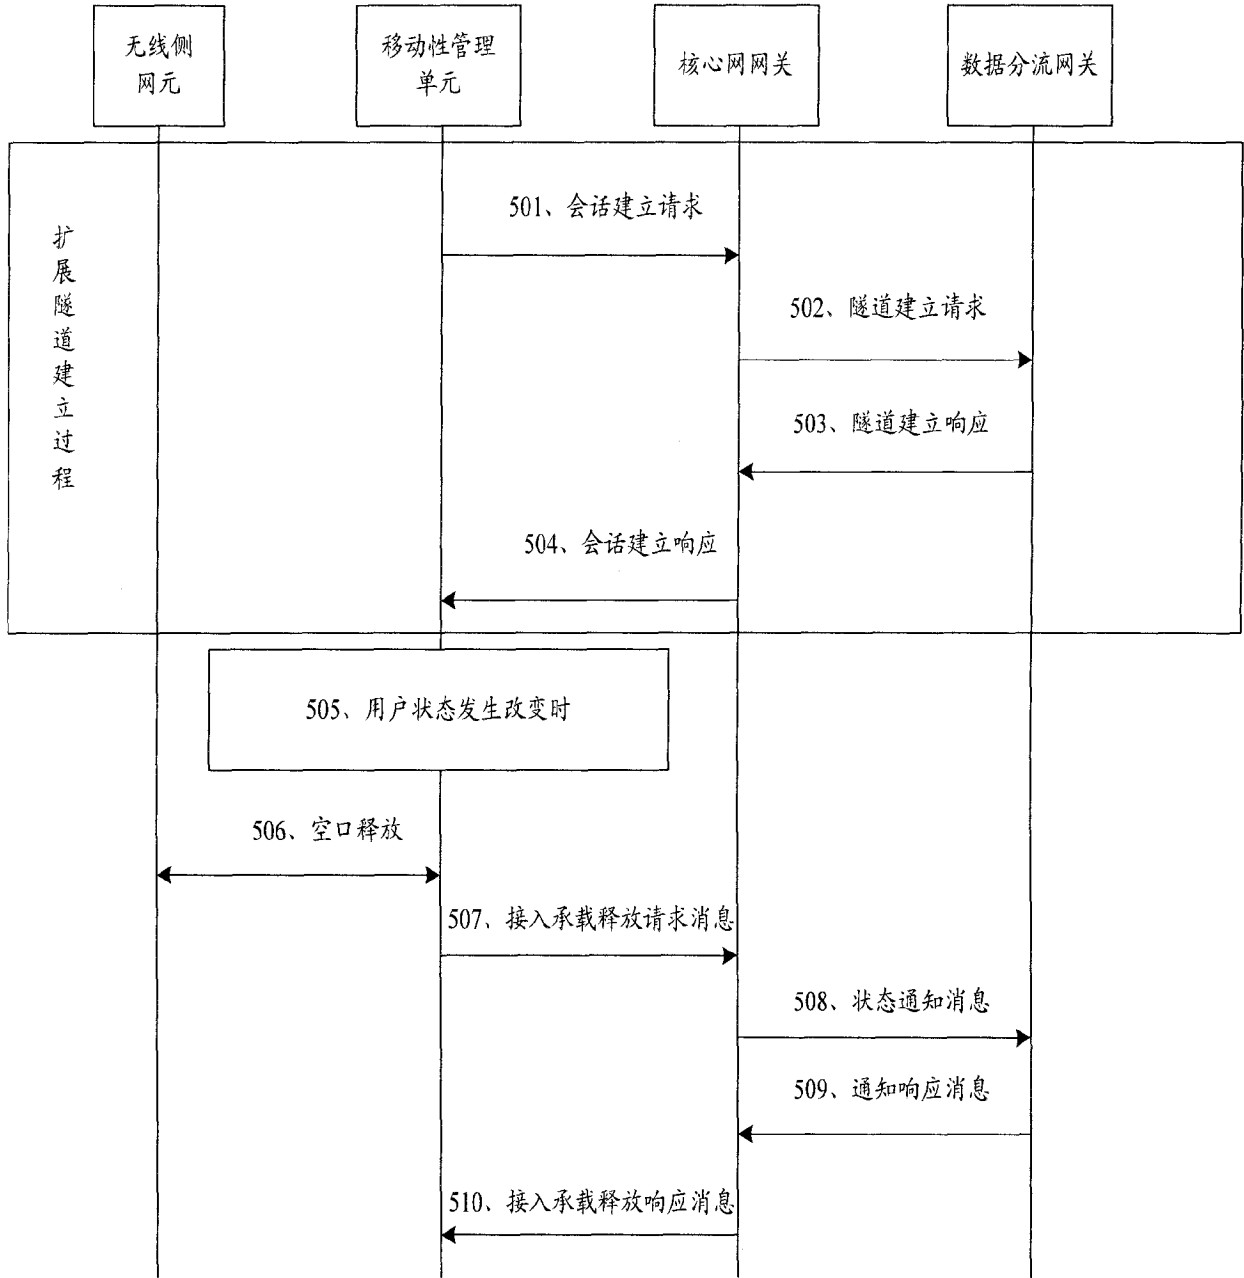 无线侧
网元
移动性管理
单元
核心网网关
数据分流网关
扩展隧道建立过程
501、会话建立请求
502、隧道建立请求
503、隧道建立响应
504、会话建立响应
505、用户状态发生改变时
506、空口释放
507、接入承载释放请求消息
508、状态通知消息
509、通知响应消息
510、接入承载释放响应消息